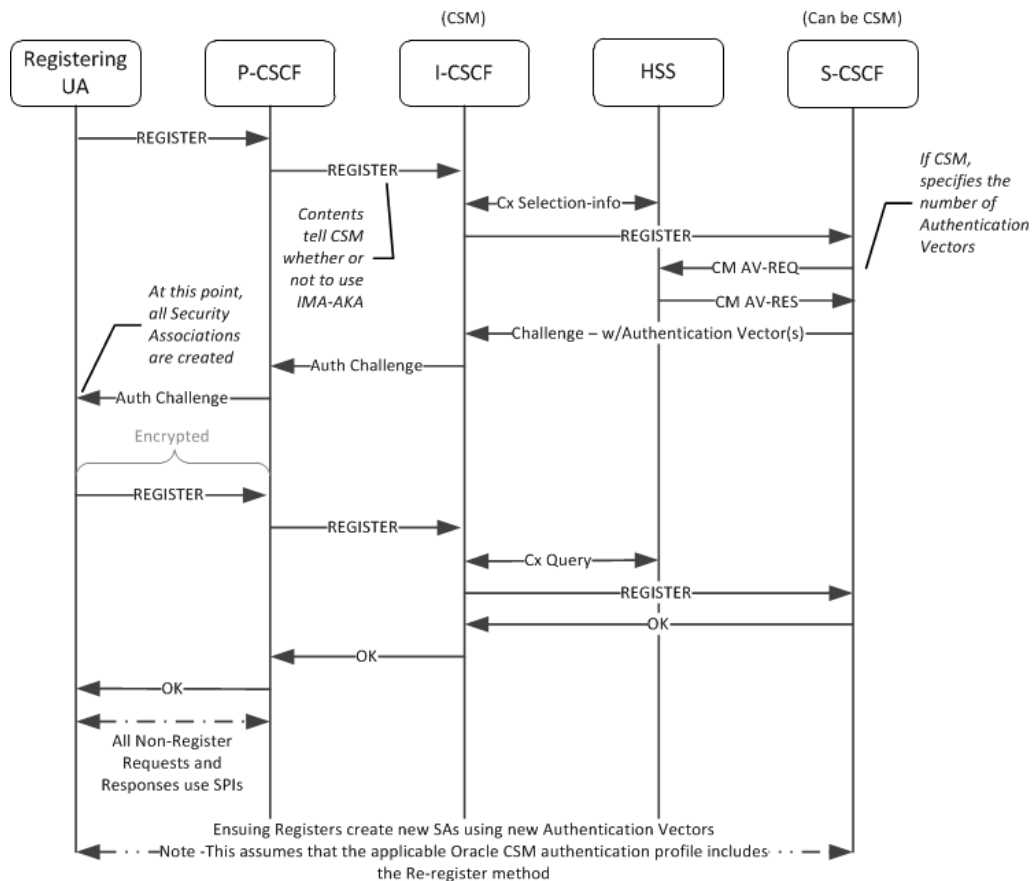 (CSM)
(Can be CSM)
Registering
UA
P-CSCF
I-CSCF
HSS
S-CSCF
REGISTER
REGISTER
If CSM,
specifies the
number of
Authentication
Vectors
Cx Selection-info
Contents
tell CSM
whether or
not to use
IMA-AKA
REGISTER
CM AV-REQ
At this point,
all Security
Associations
are created
CM AV-RES
Challenge – w/Authentication Vector(s)
Auth Challenge
Auth Challenge
Encrypted
REGISTER
REGISTER
Cx Query
REGISTER
OK
OK
OK
All Non-Register
Requests and
Responses use SPIs
Ensuing Registers create new SAs using new Authentication Vectors
Note -This assumes that the applicable Oracle CSM authentication profile includes
the Re-register method